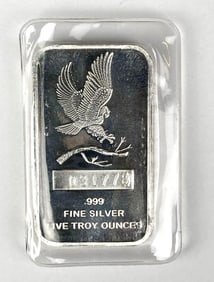 .999
FINE SILVER
FIVE TROY OUNCES